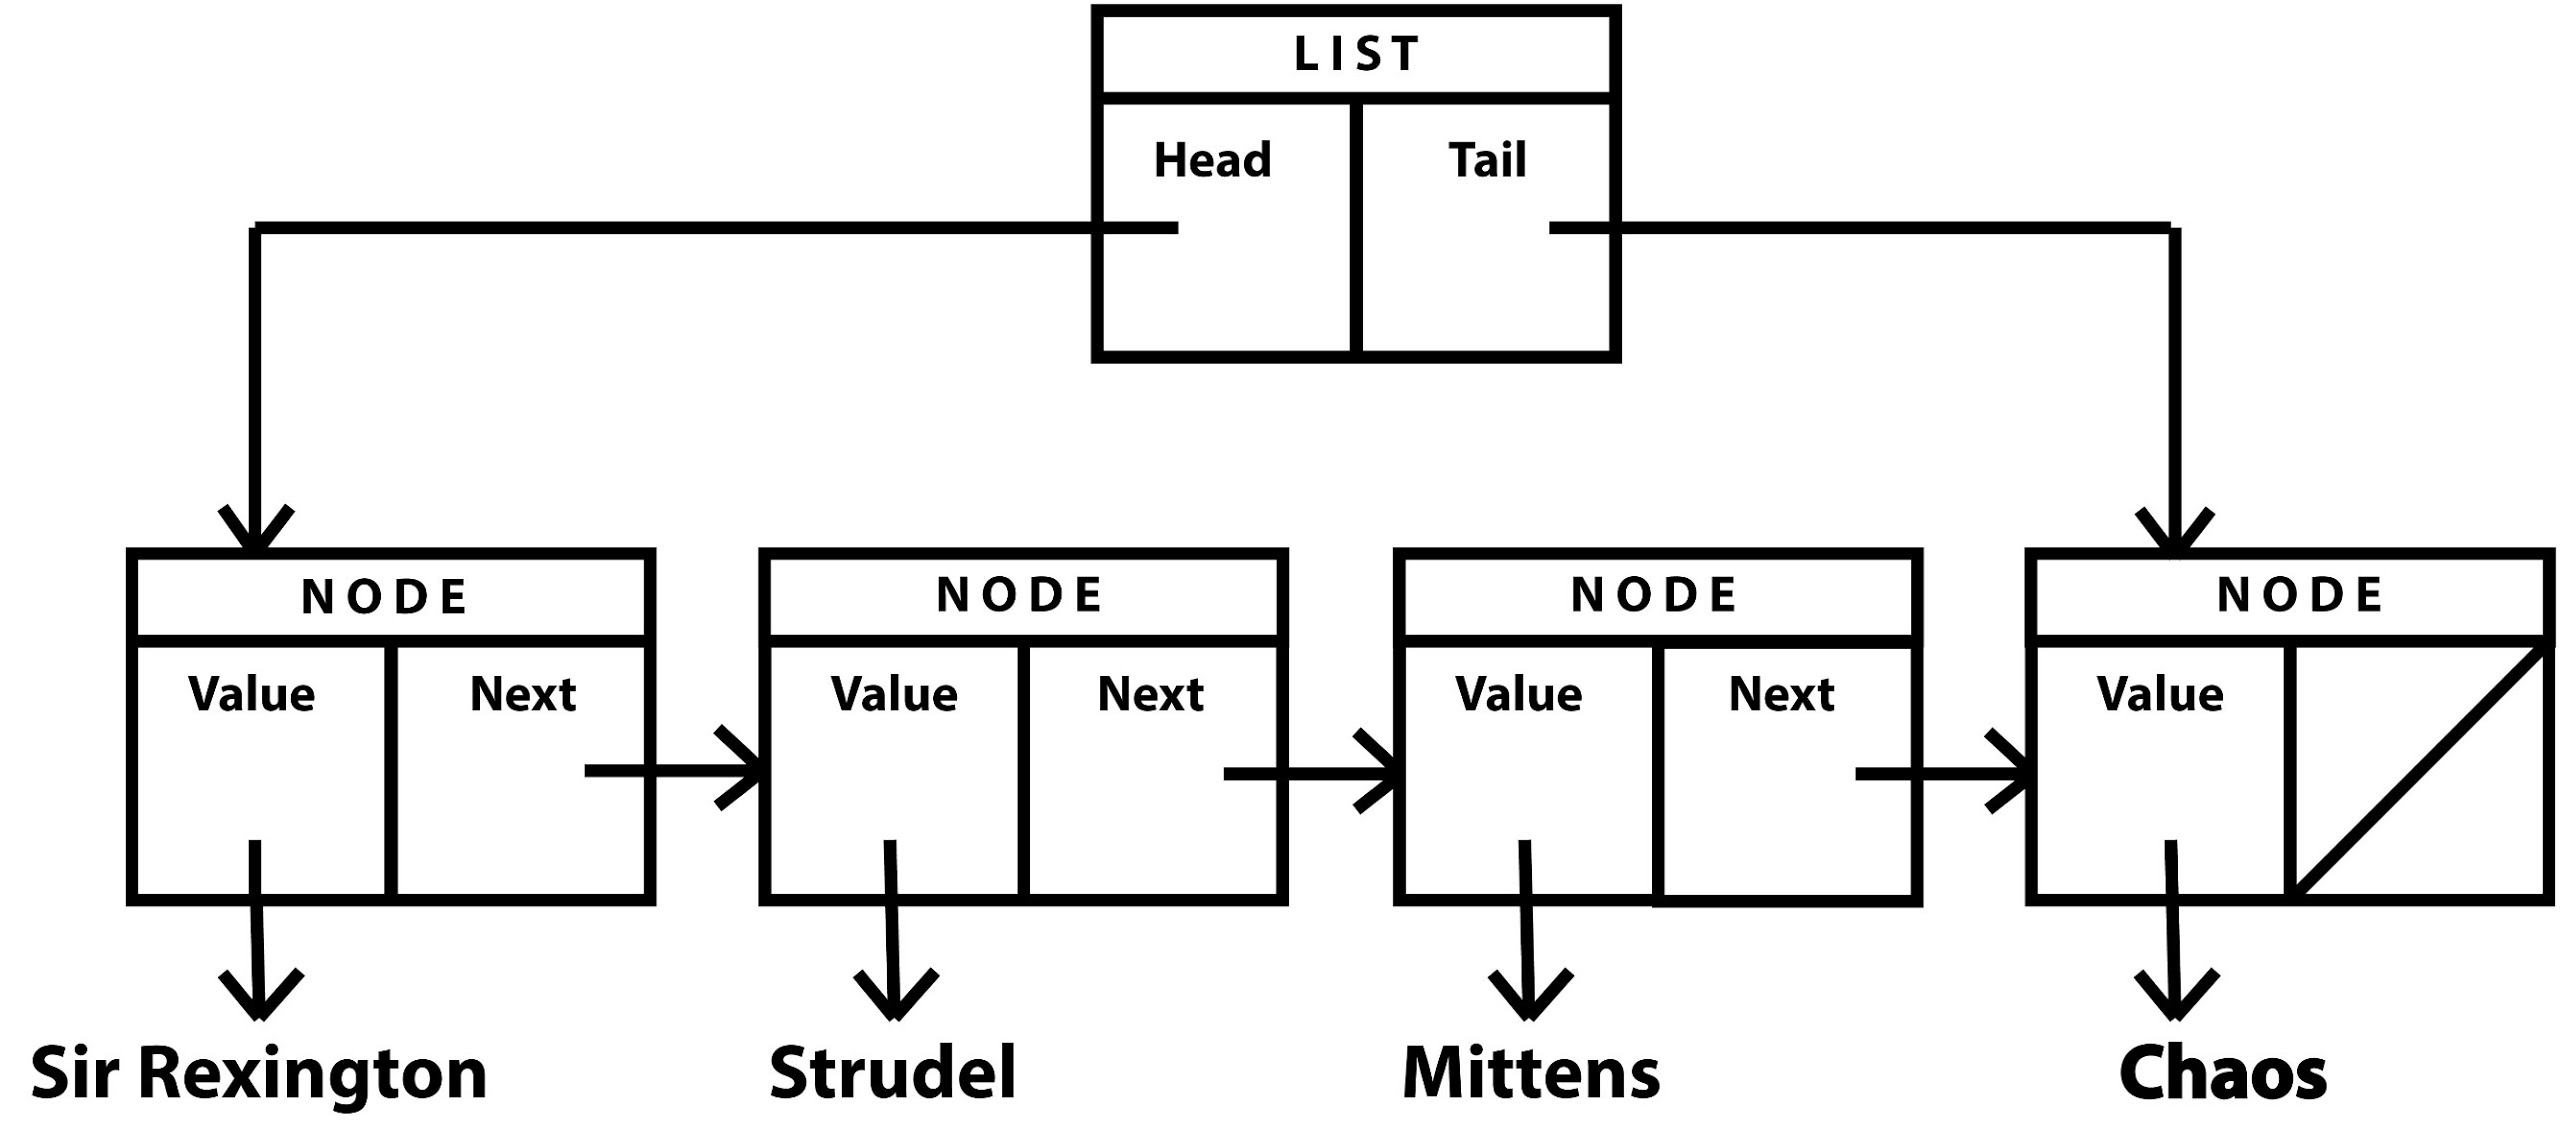 LIST
Head Tail
NODE NODE NODE NODE
Value Next Value Next Value Next Value
Sir Rexington Strudel Mittens Chaos